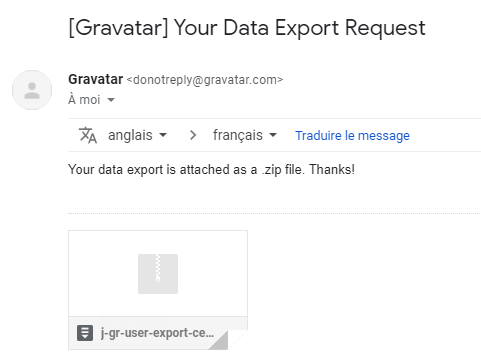 [Gravatar] Your Data Export Request
Gravatar <donotreply@gravatar.com>
À moi
anglais > français Traduire le message
Your data export is attached as a .zip file. Thanks!
j-gr-user-export-ce...